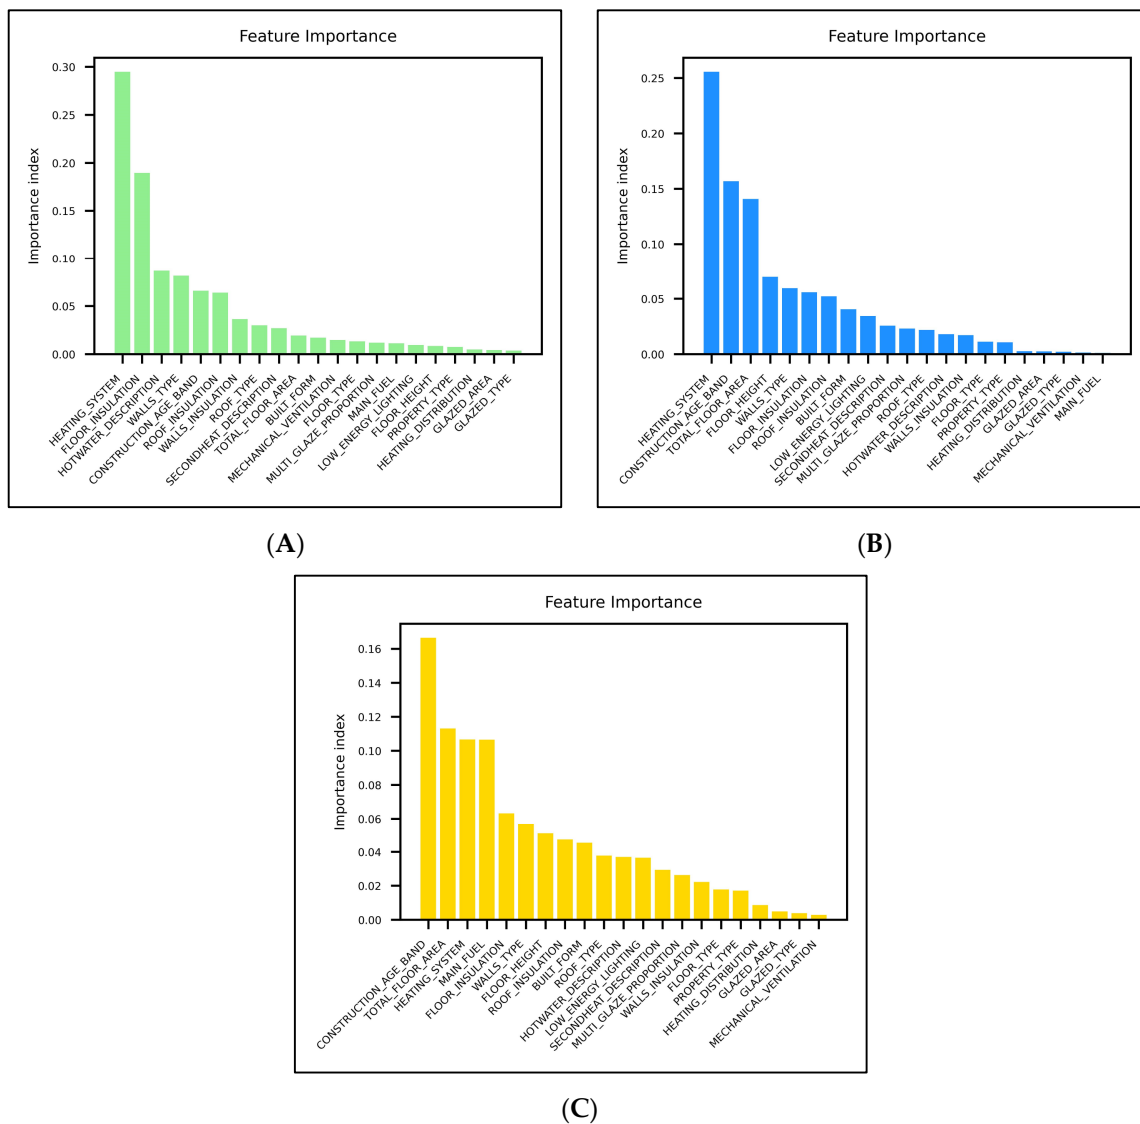 Feature Importance
Importance index
0.30
0.25
0.20
0.15
0.10
0.05
0.00
HEATING_SYSTEM
FLOOR_INSULATION
HOTWATER_DESCRIPTION
WALLS_TYPE
CONSTRUCTION_AGE_BAND
ROOF_INSULATION
WALLS_INSULATION
ROOF_TYPE
SECONDHEAT_DESCRIPTION
TOTAL_FLOOR_AREA
BUILT_FORM
MECHANICAL_VENTILATION
FLOOR_TYPE
MULTI_GLAZE_PROPORTION
MAIN_FUEL
LOW_ENERGY_LIGHTING
FLOOR_HEIGHT
PROPERTY_TYPE
HEATING_DISTRIBUTION
GLAZED_AREA
GLAZED_TYPE
(A)
Feature Importance
Importance index
0.25
0.20
0.15
0.10
0.05
0.00
HEATING_SYSTEM
CONSTRUCTION_AGE_BAND
TOTAL_FLOOR_AREA
FLOOR_HEIGHT
WALLS_TYPE
FLOOR_INSULATION
ROOF_INSULATION
BUILT_FORM
LOW_ENERGY_LIGHTING
SECONDHEAT_DESCRIPTION
MULTI_GLAZE_PROPORTION
ROOF_TYPE
HOTWATER_DESCRIPTION
WALLS_INSULATION
FLOOR_TYPE
PROPERTY_TYPE
HEATING_DISTRIBUTION
GLAZED_AREA
GLAZED_TYPE
MECHANICAL_VENTILATION
MAIN_FUEL
(B)
Feature Importance
Importance index
0.16
0.14
0.12
0.10
0.08
0.06
0.04
0.02
0.00
CONSTRUCTION_AGE_BAND
TOTAL_FLOOR_AREA
HEATING_SYSTEM
MAIN_FUEL
FLOOR_INSULATION
WALLS_TYPE
FLOOR_HEIGHT
ROOF_INSULATION
BUILT_FORM
ROOF_TYPE
HOTWATER_DESCRIPTION
LOW_ENERGY_LIGHTING
SECONDHEAT_DESCRIPTION
MULTI_GLAZE_PROPORTION
WALLS_INSULATION
FLOOR_TYPE
PROPERTY_TYPE
HEATING_DISTRIBUTION
GLAZED_AREA
GLAZED_TYPE
MECHANICAL_VENTILATION
(C)